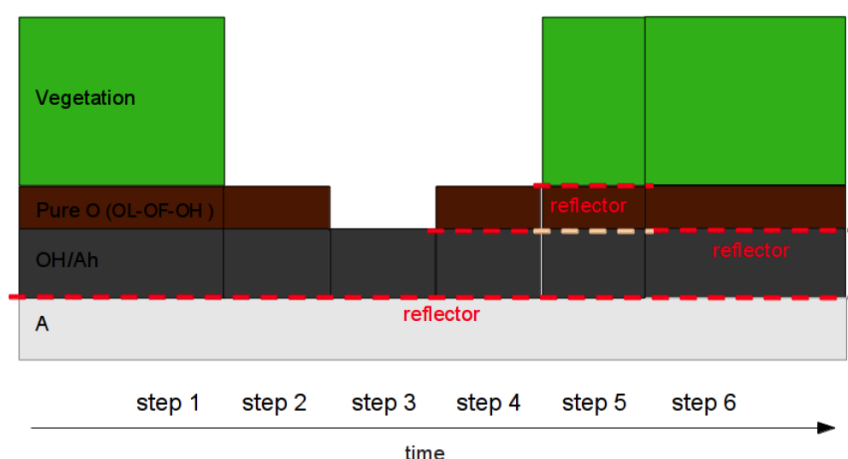 Vegetation
Pure O (OL-OF-OH )
reflector
OH/Ah
reflector
reflector
A
step 1 step 2 step 3 step 4 step 5 step 6
time